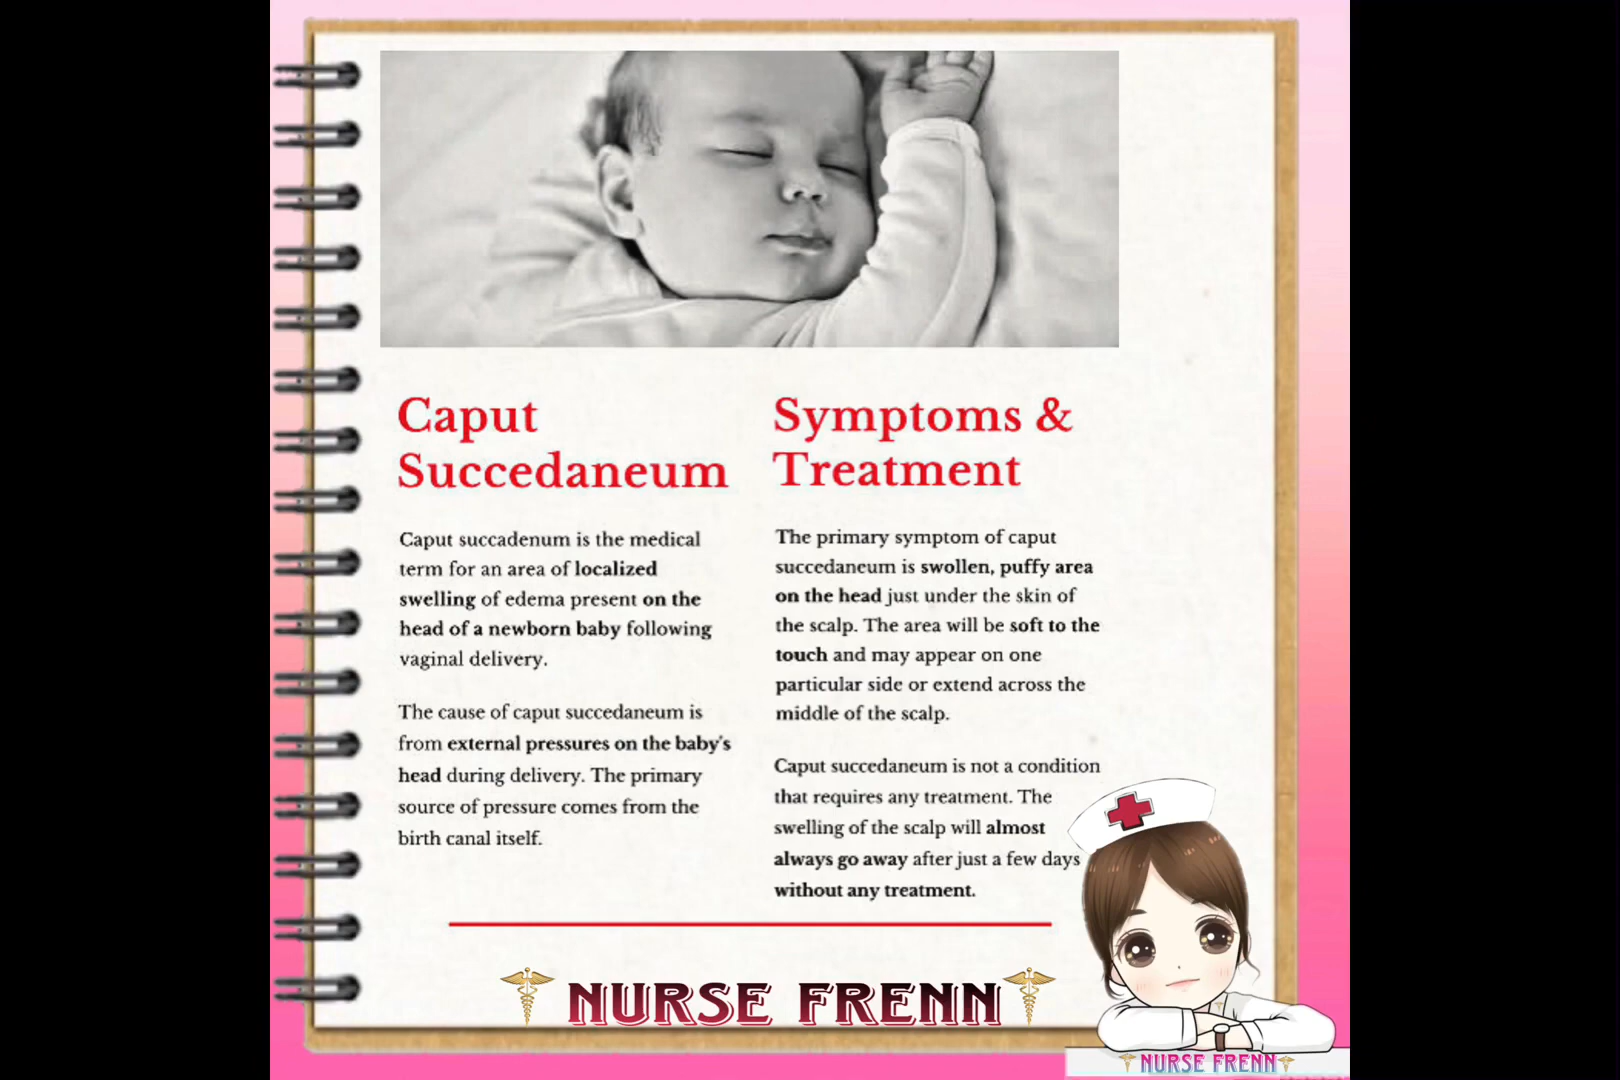 Caput
Succedaneum
Caput succadenum is the medical
term for an area of localized
swelling of edema present on the
head of a newborn baby following
vaginal delivery.
The cause of caput succedaneum is
from external pressures on the baby's
head during delivery. The primary
source of pressure comes from the
birth canal itself.
Symptoms &
Treatment
The primary symptom of caput
succedaneum is swollen, puffy area
on the head just under the skin of
the scalp. The area will be soft to the
touch and may appear on one
particular side or extend across the
middle of the scalp.
Caput succedaneum is not a condition
that requires any treatment. The
swelling of the scalp will almost
always go away after just a few days
without any treatment.
NURSE FRENN
NURSE FRENN